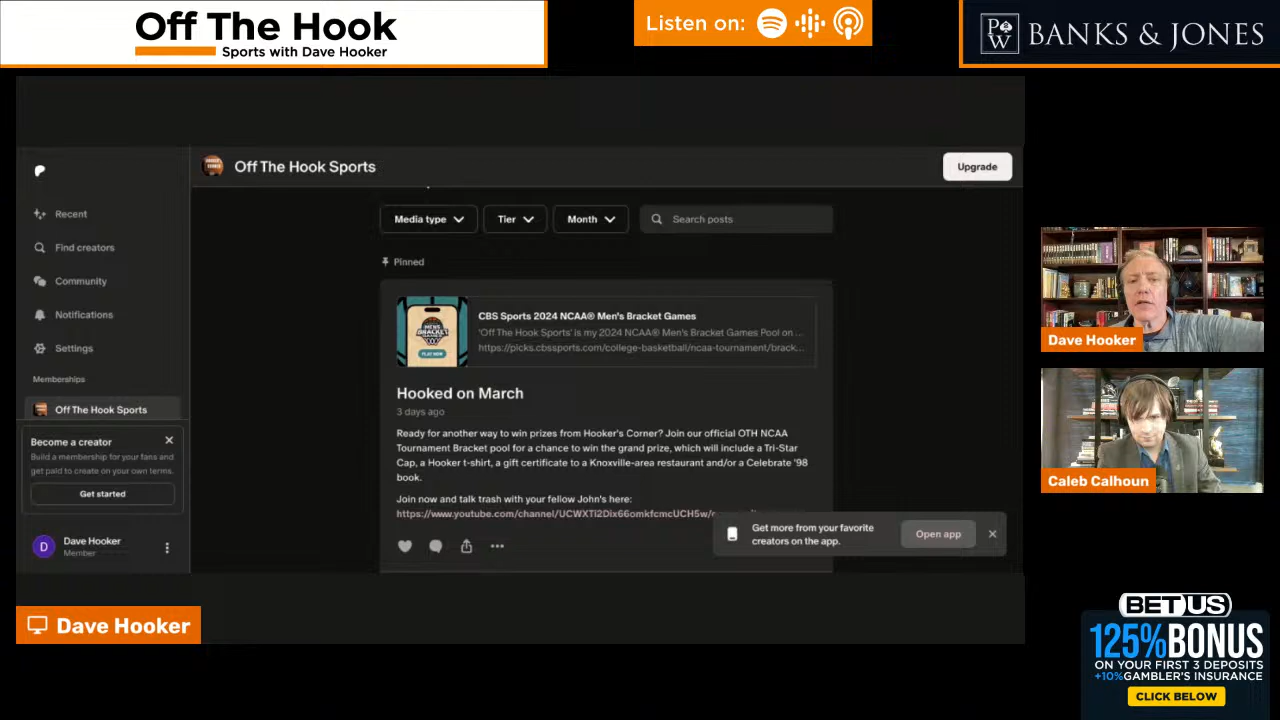 Off The Hook
Sports with Dave Hooker
Listen on:
BANKS & JONES
Off The Hook Sports
Upgrade
Recent
Find creators
Community
Notifications
Settings
Memberships
Off The Hook Sports
Become a creator
Build a membership for your fans and
get paid to create on your own terms.
Get started
D
Dave Hooker
Member
Media type
Tier
Month
Search posts
Pinned
MEN'S
BRACKET
GAMES
PLAY NOW
CBS Sports 2024 NCAA® Men's Bracket Games
'Off The Hook Sports' is my 2024 NCAA® Men's Bracket Games Pool on ...
https://picks.cbssports.com/college-basketball/ncaa-tournament/brack...
Hooked on March
3 days ago
Ready for another way to win prizes from Hooker's Corner? Join our official OTH NCAA
Tournament Bracket pool for a chance to win the grand prize, which will include a Tri-Star
Cap, a Hooker t-shirt, a gift certificate to a Knoxville-area restaurant and/or a Celebrate '98
book.
Join now and talk trash with your fellow John's here:
Get more from your favorite
creators on the app.
Open app
Dave Hooker
Dave Hooker
Caleb Calhoun
BETUS
125% BONUS
ON YOUR FIRST 3 DEPOSITS
+10% GAMBLER'S INSURANCE
CLICK BELOW